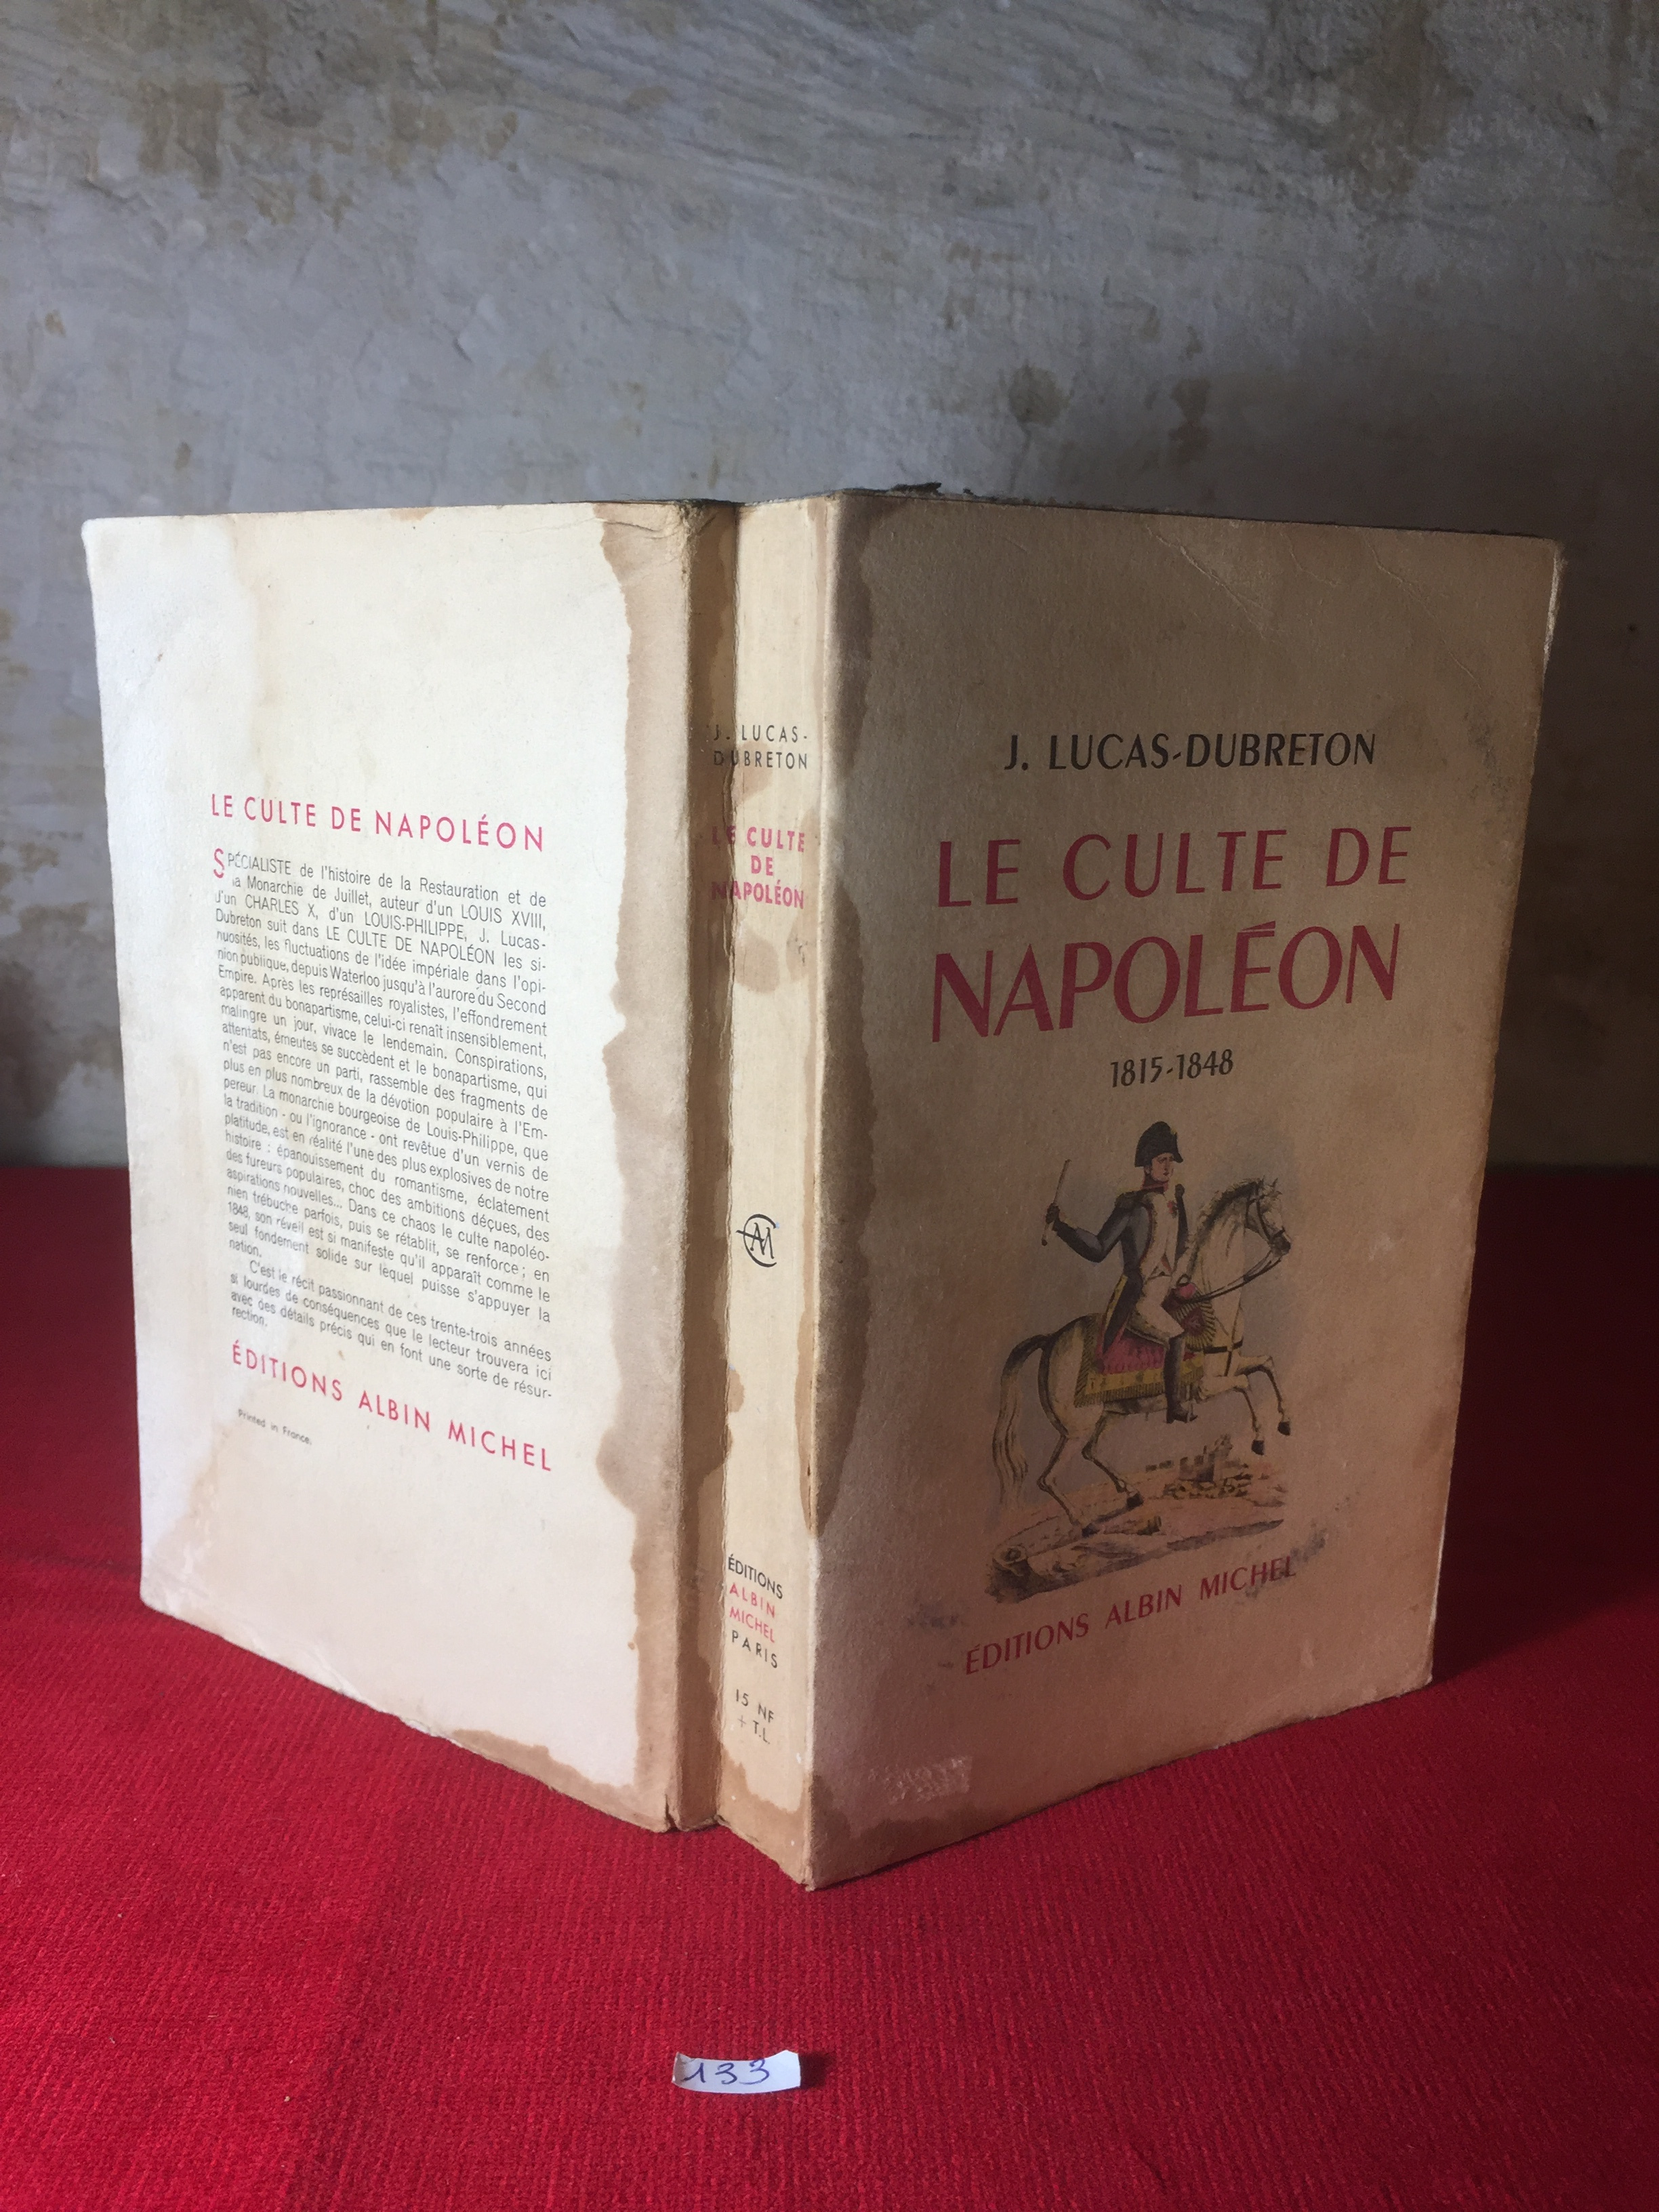 LE CULTE DE NAPOLÉON
SPÉCIALISTE de l'histoire de la Restauration et de
la Monarchie de Juillet, auteur d'un LOUIS XVIII,
d'un CHARLES X, d'un LOUIS-PHILIPPE, J. Lucas-
Dubreton suit dans LE CULTE DE NAPOLÉON les si-
nuosités, les fluctuations de l'idée impériale dans l'opi-
nion publique, depuis Waterloo jusqu'à l'aurore du Second
Empire. Après les représailles royalistes, l'effondrement
apparent du bonapartisme, celui-ci renaît insensiblement,
malingre un jour, vivace le lendemain. Conspirations,
attentats, émeutes se succèdent et le bonapartisme, qui
n'est pas encore un parti, rassemble des fragments de
plus en plus nombreux de la dévotion populaire à l'Em-
pereur. La monarchie bourgeoise de Louis-Philippe, que
la tradition - ou l'ignorance - ont revêtue d'un vernis de
platitude, est en réalité l'une des plus explosives de notre
histoire : épanouissement du romantisme, éclatement
des fureurs populaires, choc des ambitions déçues, des
aspirations nouvelles... Dans ce chaos le culte napoléo-
nien trébuche parfois, puis se rétablit, se renforce ; en
1848, son réveil est si manifeste qu'il apparaît comme le
seul fondement solide sur lequel puisse s'appuyer la
nation.
C'est le récit passionnant de ces trente-trois années
si lourdes de conséquences que le lecteur trouvera ici
avec des détails précis qui en font une sorte de résur-
rection.
ÉDITIONS ALBIN MICHEL
Printed in France.
J. LUCAS-
DUBRETON
LE CULTE
DE
NAPOLÉON
AM
ÉDITIONS
ALBIN
MICHEL
PARIS
15 NF
+ T.L.
J. LUCAS-DUBRETON
LE CULTE DE
NAPOLÉON
1815-1848
ÉDITIONS ALBIN MICHEL
133